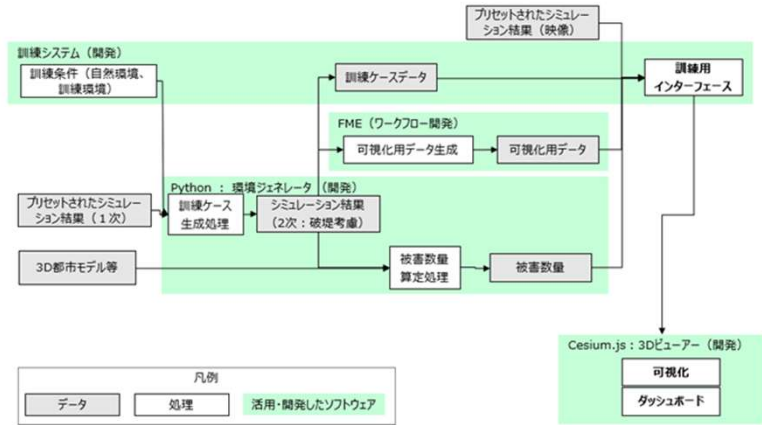 プリセットされたシミュレー
ション結果（映像）
訓練システム（開発）
訓練条件（自然環境、
訓練環境）
訓練ケースデータ
訓練用
インターフェース
FME（ワークフロー開発）
可視化用データ生成
可視化用データ
Python ： 環境ジェネレータ（開発）
プリセットされたシミュレー
ション結果（１次）
訓練ケース
生成処理
シミュレーション結果
（2次：破堤考慮）
3D都市モデル等
被害数量
算定処理
被害数量
Cesium.js：3Dビューアー（開発）
可視化
ダッシュボード
凡例
データ
処理
活用・開発したソフトウェア